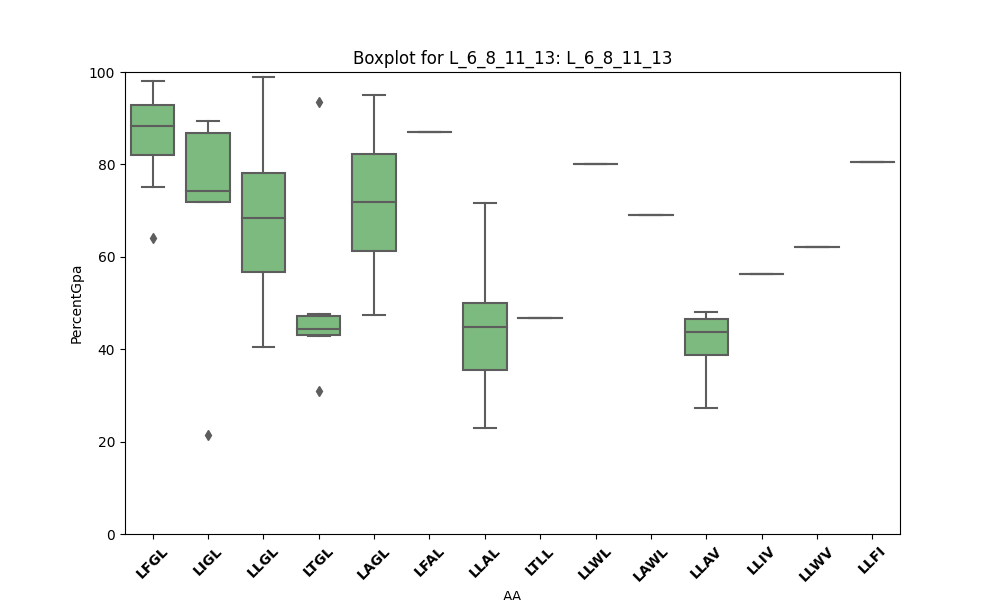 Boxplot for L_6_8_11_13: L_6_8_11_13
PercentGpa
100
80
60
40
20
0
LFGL
LIGL
LLGL
LTGL
LAGL
LFAL
LLAL
LTLL
LLWL
LAWL
LLAV
LLIV
LLWV
LLFI
AA